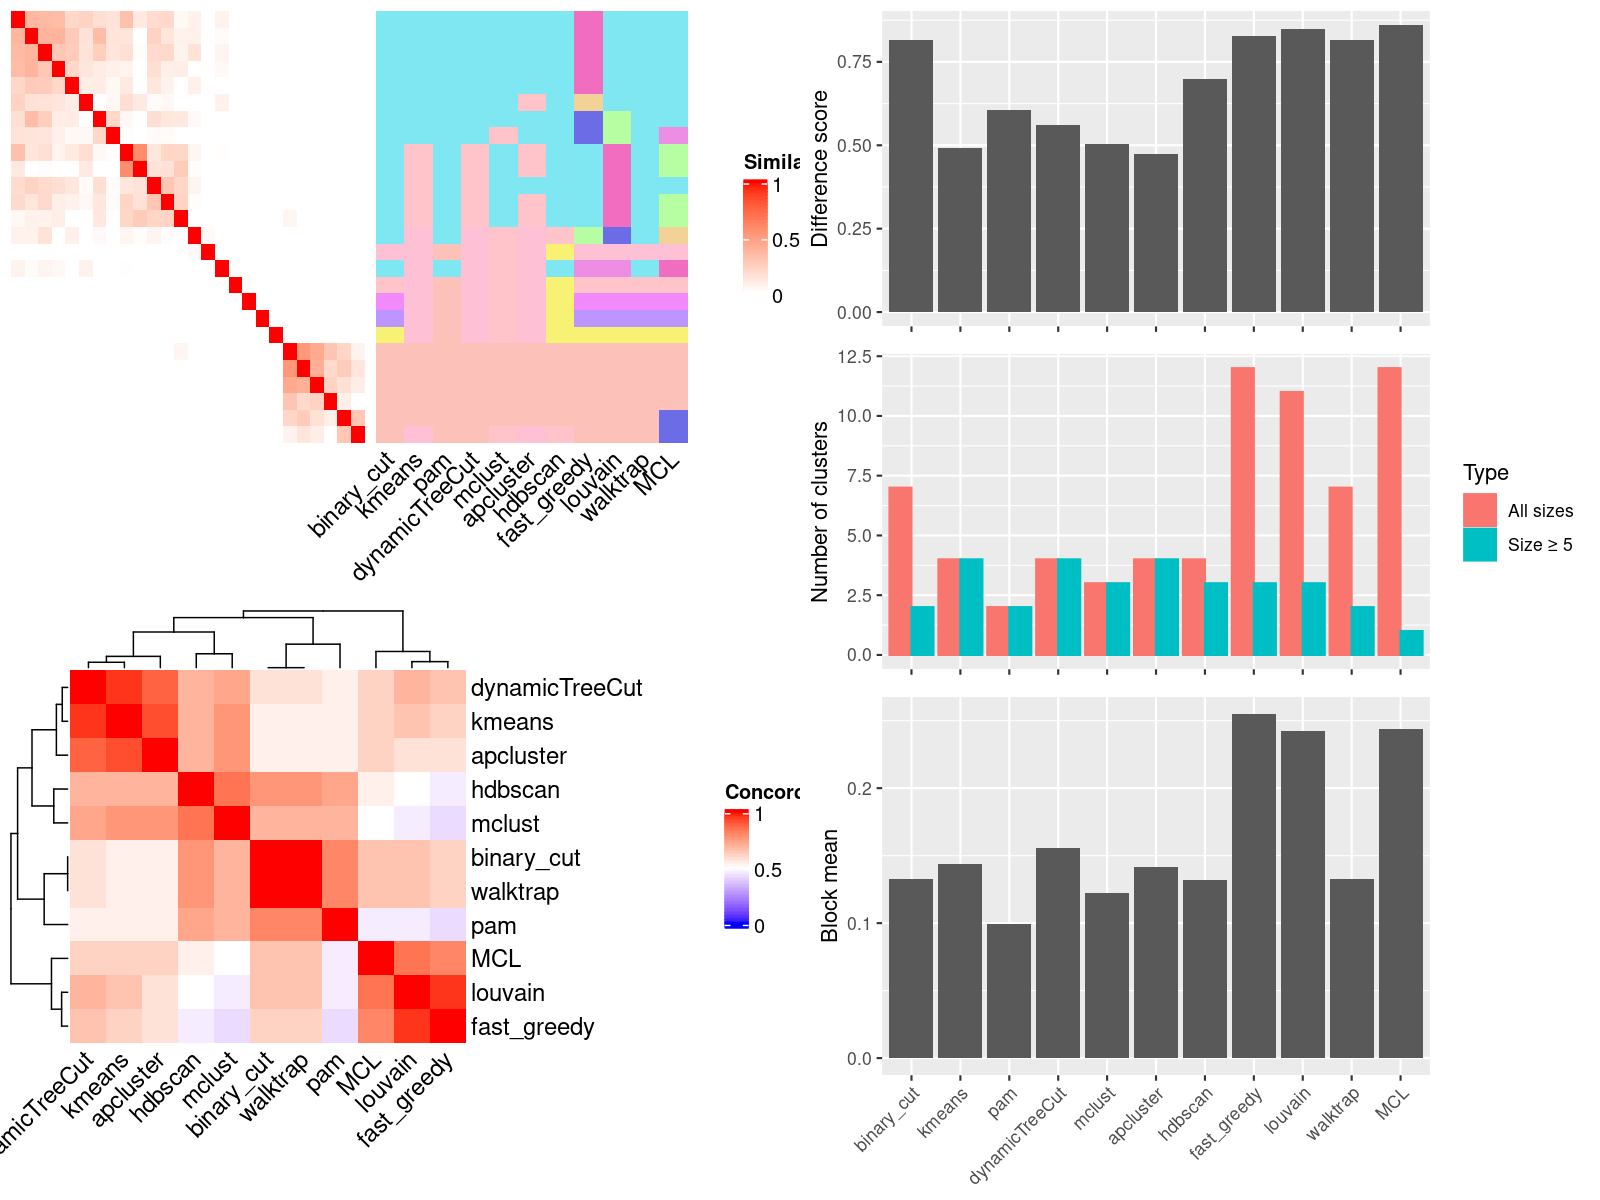 Simila
1
0.5
0
binary_cut
kmeans
pam
dynamicTreeCut
mclust
apcluster
hdbscan
fast_greedy
louvain
walktrap
MCL
dynamicTreeCut
kmeans
apcluster
hdbscan
mclust
binary_cut
walktrap
pam
MCL
louvain
fast_greedy
Concord
1
0.5
0
amicTreeCut
kmeans
apcluster
hdbscan
mclust
binary_cut
walktrap
pam
MCL
louvain
fast_greedy
Difference score
0.75
0.50
0.25
0.00
Number of clusters
12.5
10.0
7.5
5.0
2.5
0.0
Type
All sizes
Size ≥ 5
Block mean
0.2
0.1
0.0
binary_cut
kmeans
pam
dynamicTreeCut
mclust
apcluster
hdbscan
fast_greedy
louvain
walktrap
MCL